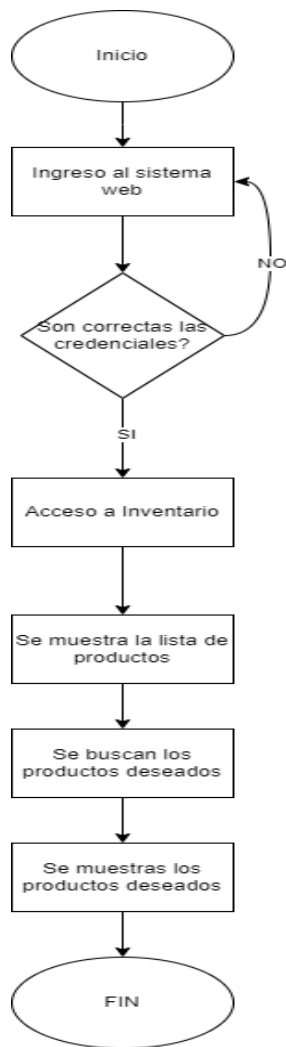 Inicio
Ingreso al sistema
web
NO
Son correctas las
credenciales?
SI
Acceso a Inventario
Se muestra la lista de
productos
Se buscan los
productos deseados
Se muestras los
productos deseados
FIN